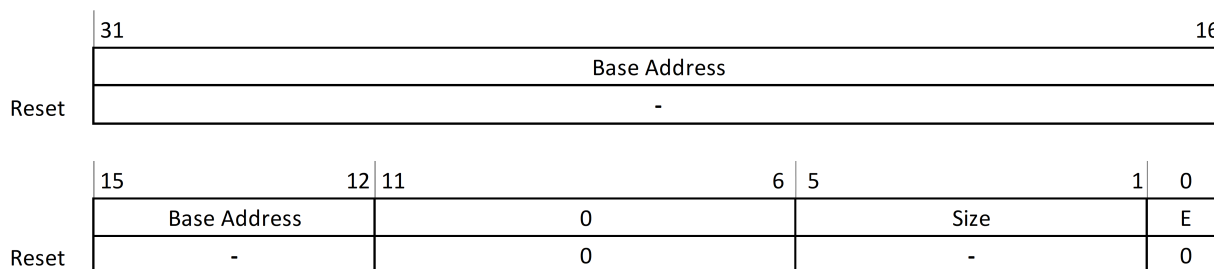 31 16
Base Address
Reset -
15 12 11 6 5 1 0
Base Address 0 Size E
Reset - 0 - 0